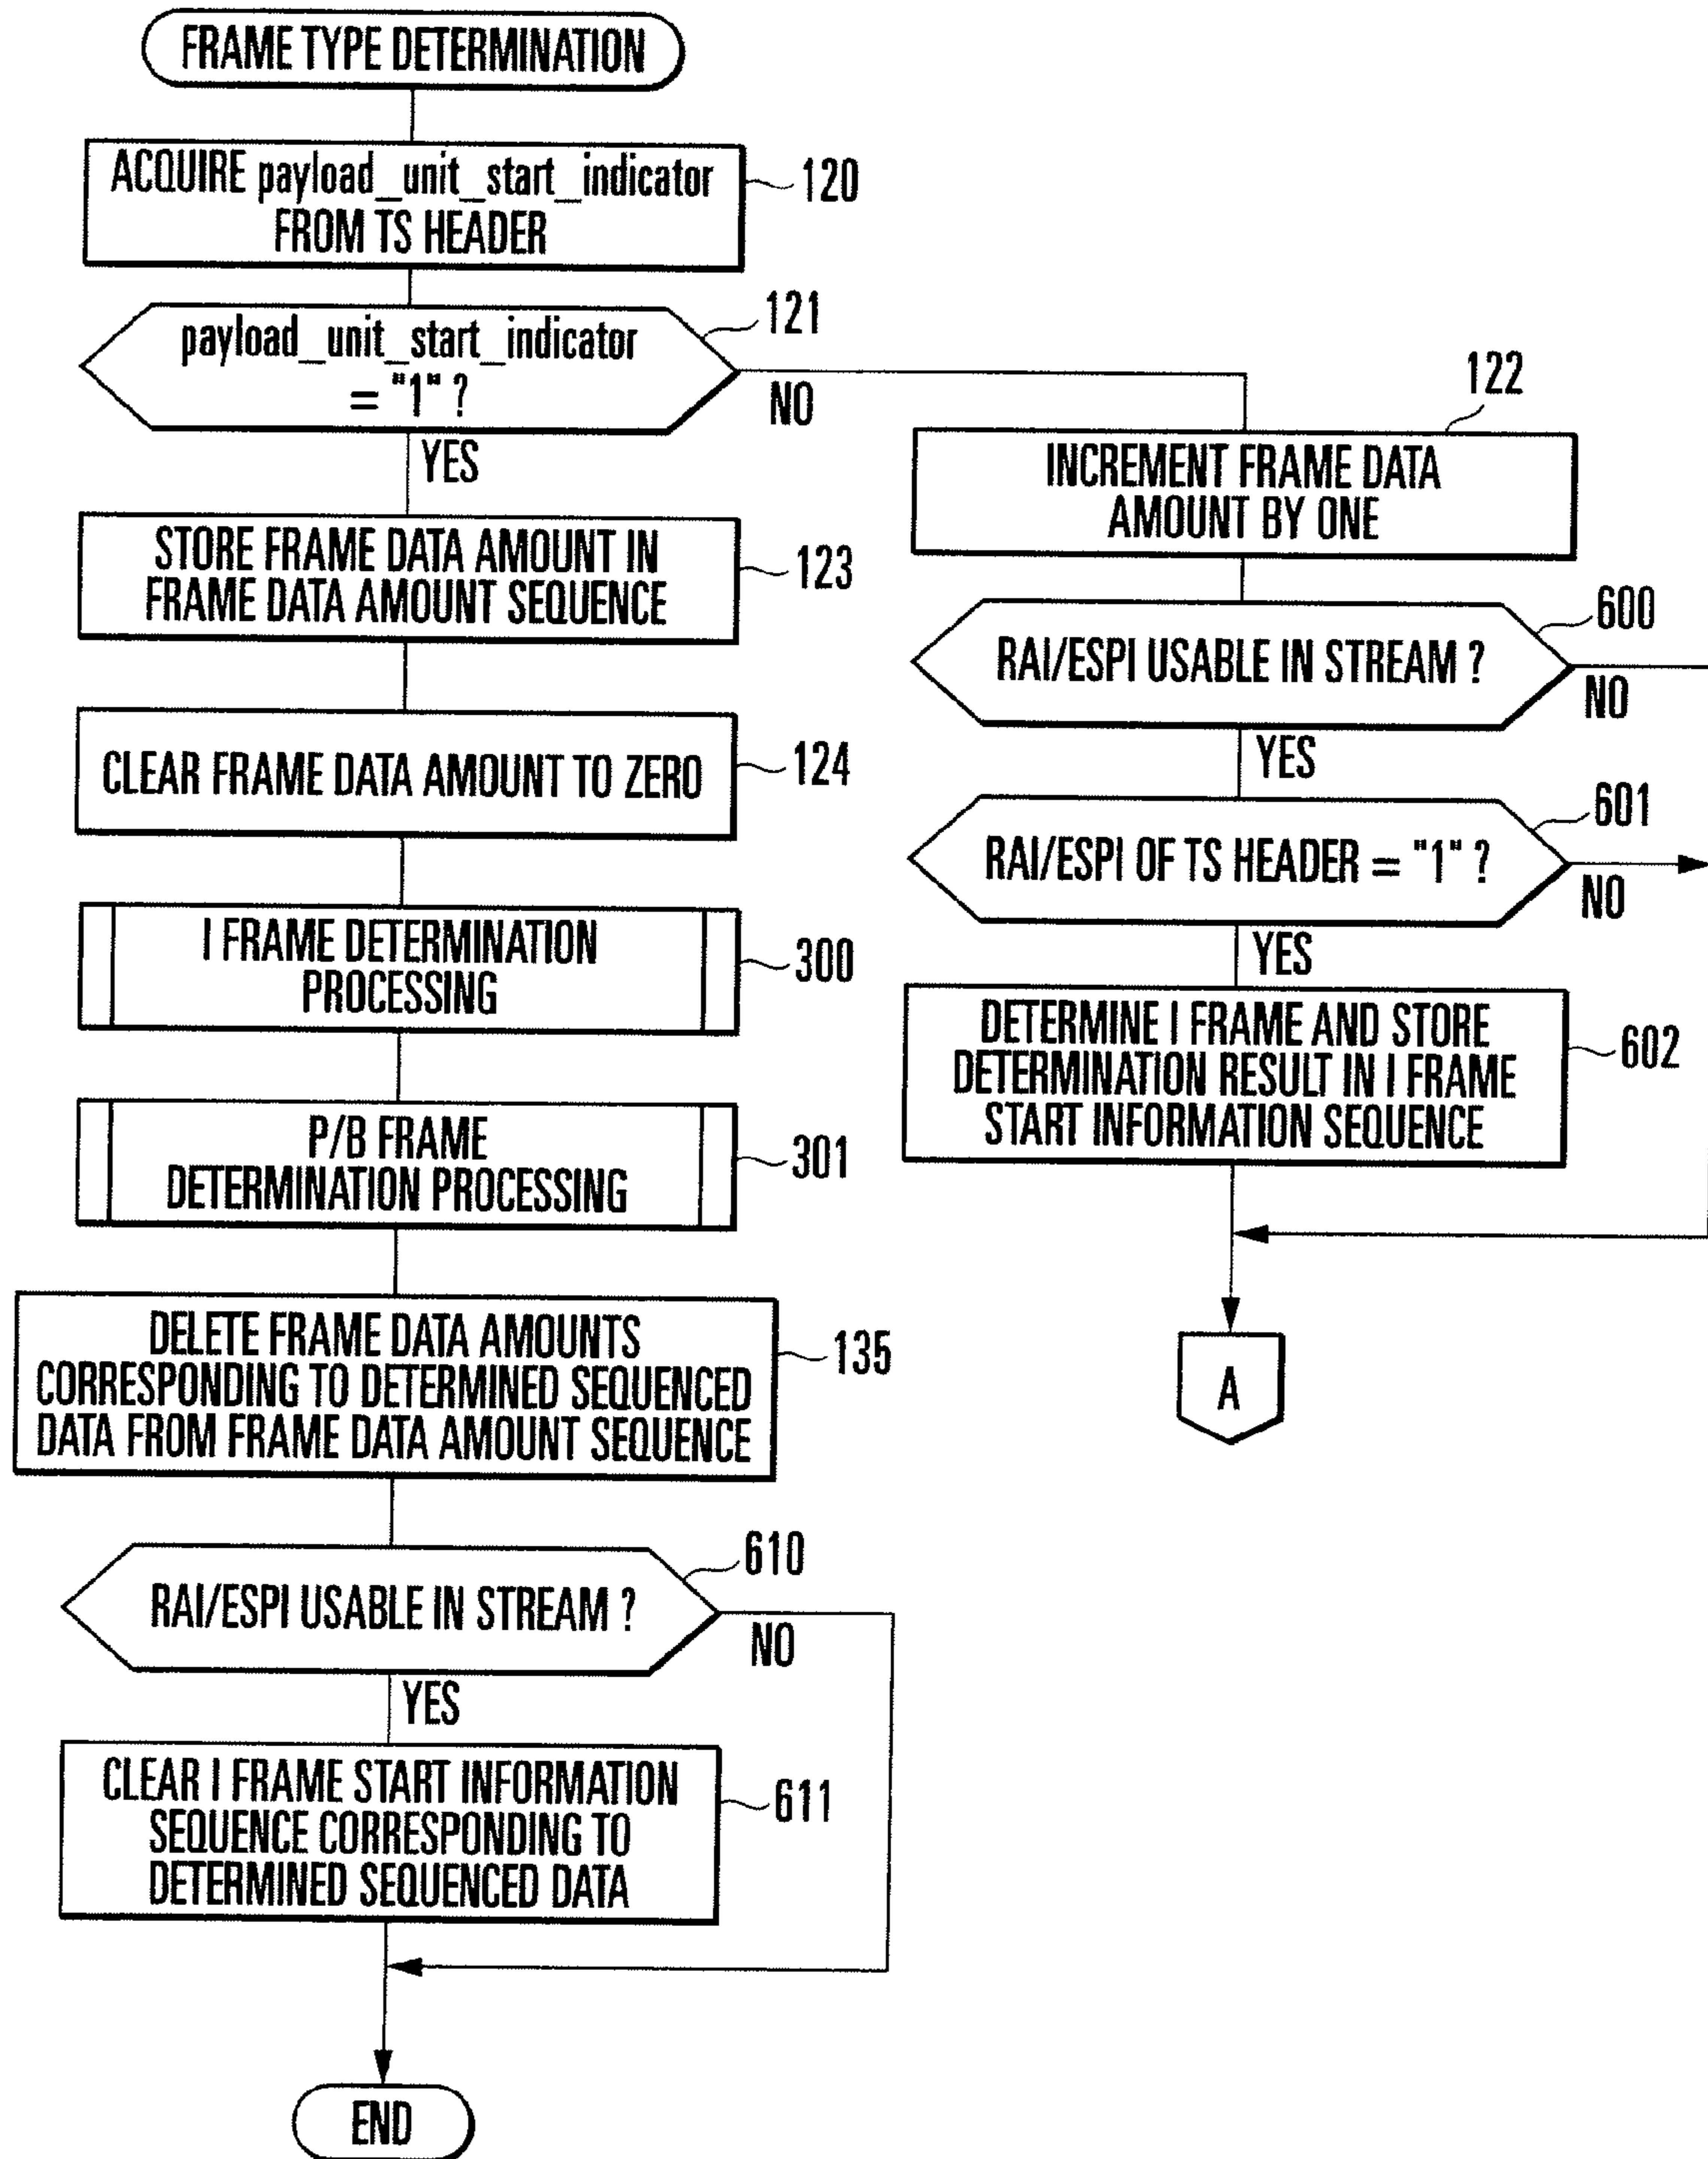 FRAME TYPE DETERMINATION
ACQUIRE payload_unit_start_indicator
FROM TS HEADER
120
payload_unit_start_indicator
= "1" ?
121
NO
YES
STORE FRAME DATA AMOUNT IN
FRAME DATA AMOUNT SEQUENCE
123
CLEAR FRAME DATA AMOUNT TO ZERO
124
I FRAME DETERMINATION
PROCESSING
300
P/B FRAME
DETERMINATION PROCESSING
301
DELETE FRAME DATA AMOUNTS
CORRESPONDING TO DETERMINED SEQUENCED
DATA FROM FRAME DATA AMOUNT SEQUENCE
135
RAI/ESPI USABLE IN STREAM ?
610
NO
YES
CLEAR I FRAME START INFORMATION
SEQUENCE CORRESPONDING TO
DETERMINED SEQUENCED DATA
611
END
122
INCREMENT FRAME DATA
AMOUNT BY ONE
RAI/ESPI USABLE IN STREAM ?
600
NO
YES
RAI/ESPI OF TS HEADER = "1" ?
601
NO
YES
DETERMINE I FRAME AND STORE
DETERMINATION RESULT IN I FRAME
START INFORMATION SEQUENCE
602
A